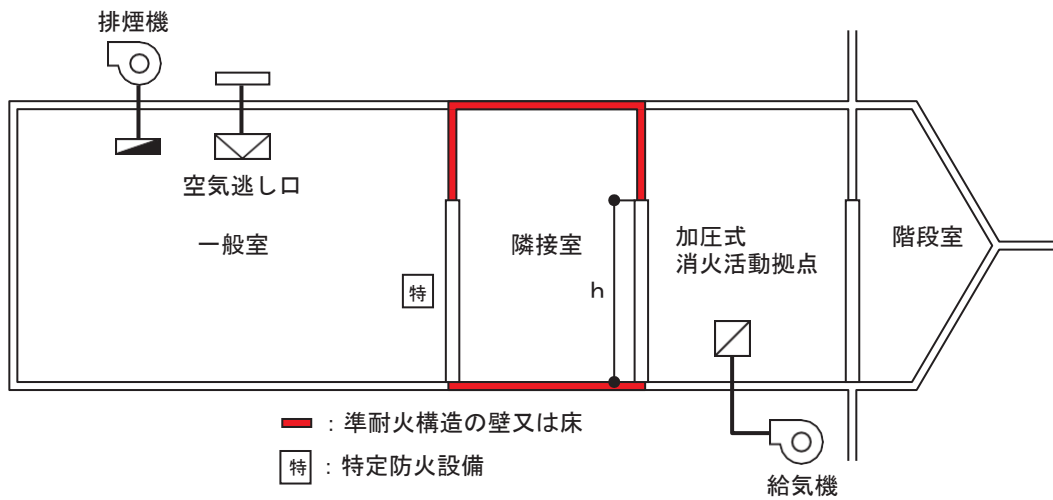 排煙機
空気逃し口
一般室
隣接室
加圧式
消火活動拠点
階段室
特
h
:準耐火構造の壁又は床
特 :特定防火設備
給気機